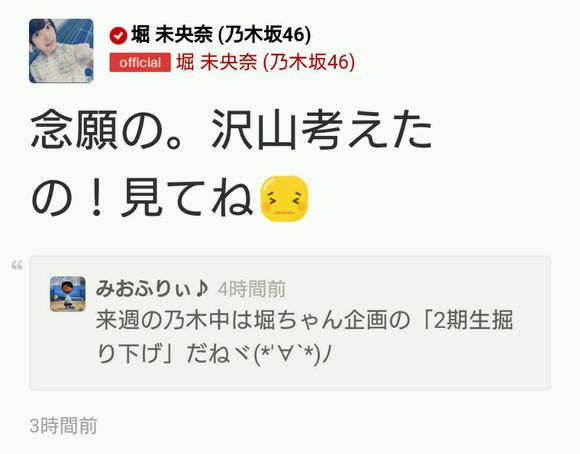 堀 未央奈 (乃木坂46)
official 堀 未央奈 (乃木坂46)
念願の。沢山考えた
の！見てね😖
みおふりぃ♪ 4時間前
来週の乃木中は堀ちゃん企画の「2期生掘
り下げ」だねヾ(*'∀`*)ﾉ
3時間前